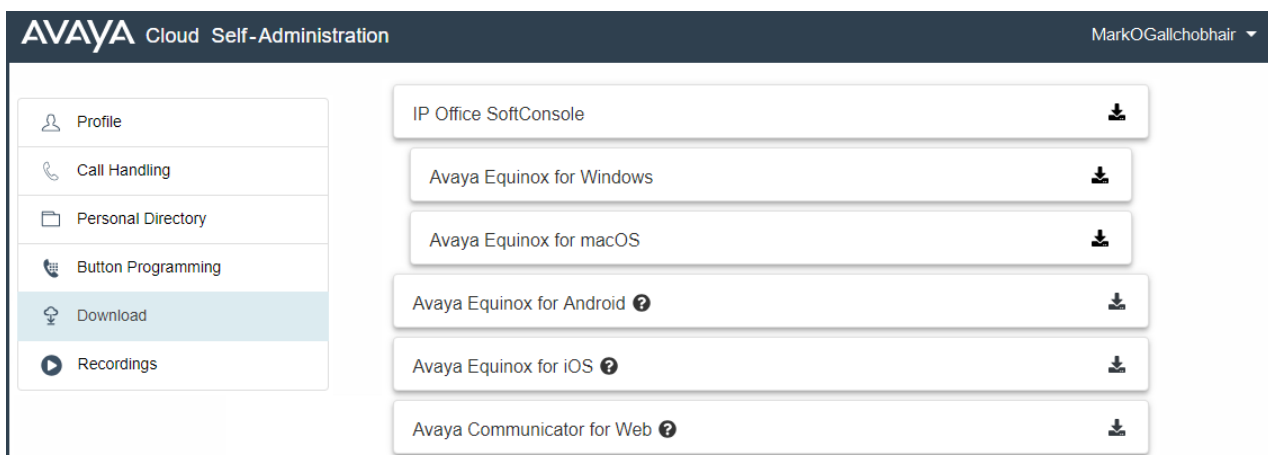 AVAYA Cloud Self-Administration
MarkOGallchobhair
Profile
Call Handling
Personal Directory
Button Programming
Download
Recordings
IP Office SoftConsole
Avaya Equinox for Windows
Avaya Equinox for macOS
Avaya Equinox for Android ?
Avaya Equinox for iOS ?
Avaya Communicator for Web ?